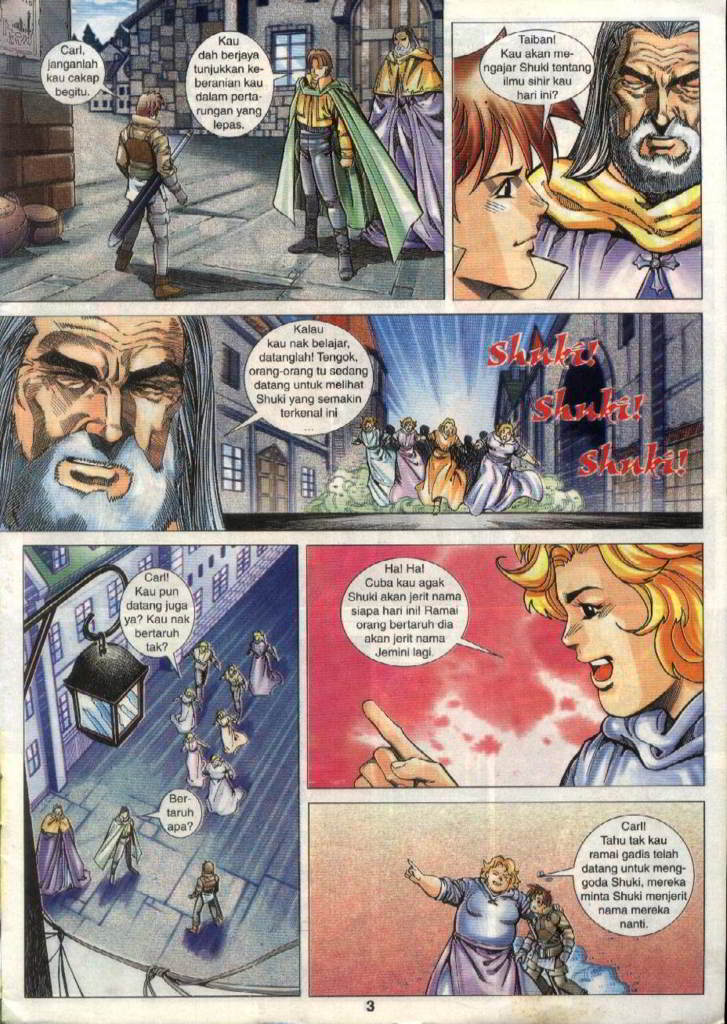 Carl,
janganlah
kau cakap
begitu.
Kau
dah berjaya
tunjukkan ke-
beranian kau
dalam perta-
rungan yang
lepas.
Taiban!
Kau akan me-
ngajar Shuki tentang
ilmu sihir kau
hari ini?
Kalau
kau nak belajar,
datanglah! Tengok,
orang-orang tu sedang
datang untuk melihat
Shuki yang semakin
terkenal ini
...
Shuki!
Shuki!
Shuki!
Carl!
Kau pun
datang juga
ya? Kau nak
bertaruh
tak?
Ber-
taruh
apa?
Ha! Ha!
Cuba kau agak
Shuki akan jerit nama
siapa hari ini! Ramai
orang bertaruh dia
akan jerit nama
Jemini lagi.
Carl!
Tahu tak kau
ramai gadis telah
datang untuk meng-
goda Shuki, mereka
minta Shuki menjerit
nama mereka
nanti.
3